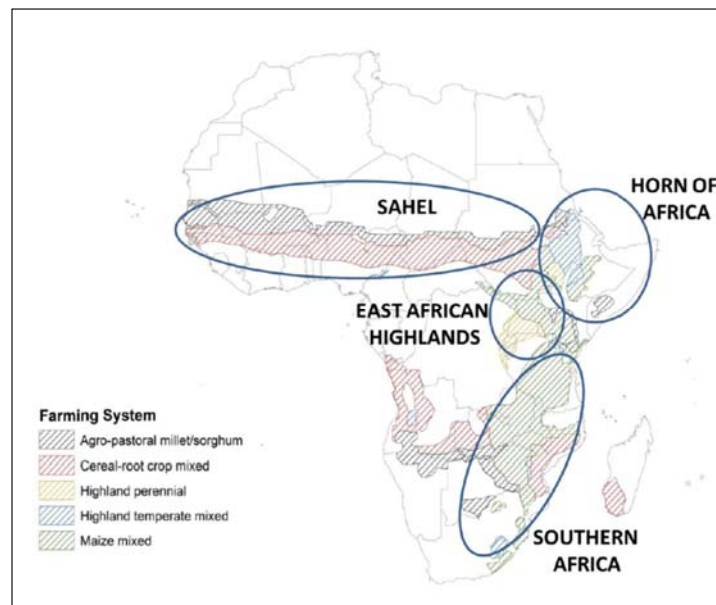 SAHEL
HORN OF
AFRICA
EAST AFRICAN
HIGHLANDS
Farming System
Agro-pastoral millet/sorghum
Cereal-root crop mixed
Highland perennial
Highland temperate mixed
Maize mixed
SOUTHERN
AFRICA